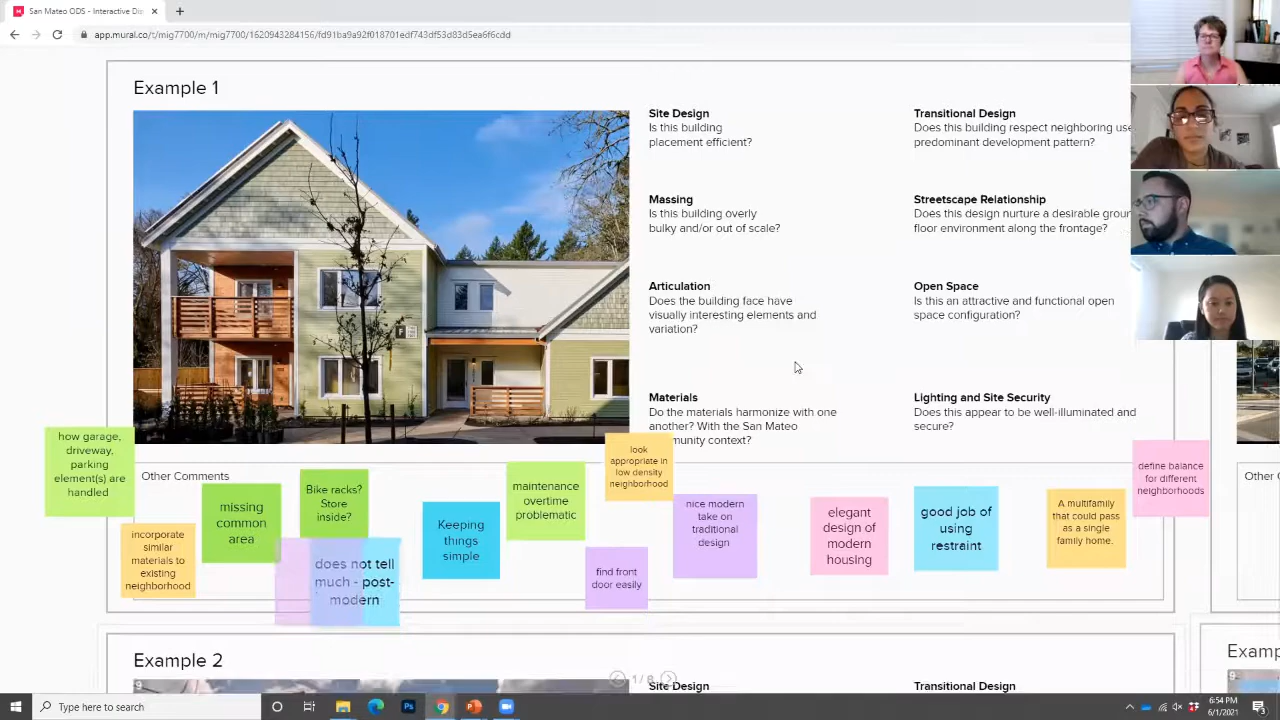 San Mateo ODS - Interactive Di
app.mural.co/t/mig7700/m/mig7700/1620943284156/
Example 1
Site Design
Is this building
placement efficient?
Massing
Is this building overly
bulky and/or out of scale?
Articulation
Does the building face have
visually interesting elements and
variation?
Materials
Do the materials harmonize with one
another? With the San Mateo
munity context?
Transitional Design
Does this building respect neighboring use
predominant development pattern?
Streetscape Relationship
Does this design nurture a desirable groun
floor environment along the frontage?
Open Space
Is this an attractive and functional open
space configuration?
Lighting and Site Security
Does this appear to be well-illuminated and
secure?
F
Other Comments
how garage,
driveway,
parking
element(s) are
handled
incorporate
similar
materials to
existing
neighborhood
missing
common
area
Bike racks?
Store
inside?
does not tell
much - post-
modern
Keeping
things
simple
maintenance
overtime
problematic
find front
door easily
look
appropriate in
low density
neighborhood
nice modern
take on
traditional
design
elegant
design of
modern
housing
good job of
using
restraint
A multifamily
that could pass
as a single
family home.
define balance
for different
neighborhoods
Other C
Example 2
9
Site Design
Transitional Design
1 / 8
Examp
9
Type here to search
6:54 PM
6/1/2021
3